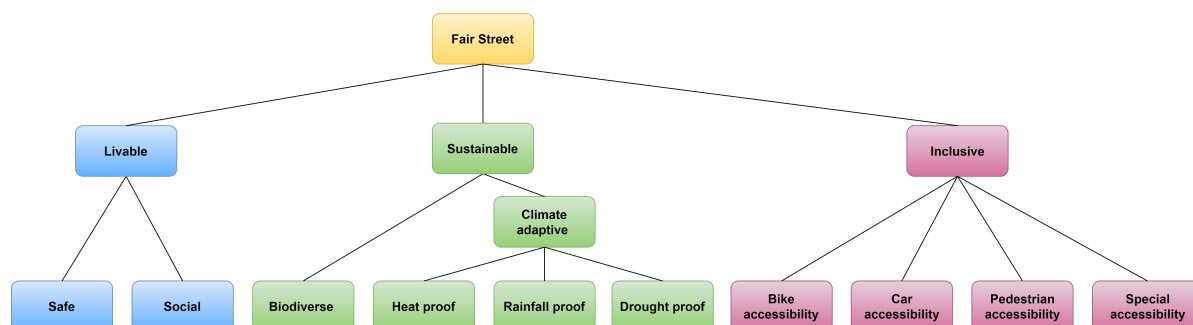 Fair Street
Livable
Sustainable
Inclusive
Climate
adaptive
Safe
Social
Biodiverse
Heat proof
Rainfall proof
Drought proof
Bike
accessibility
Car
accessibility
Pedestrian
accessibility
Special
accessibility